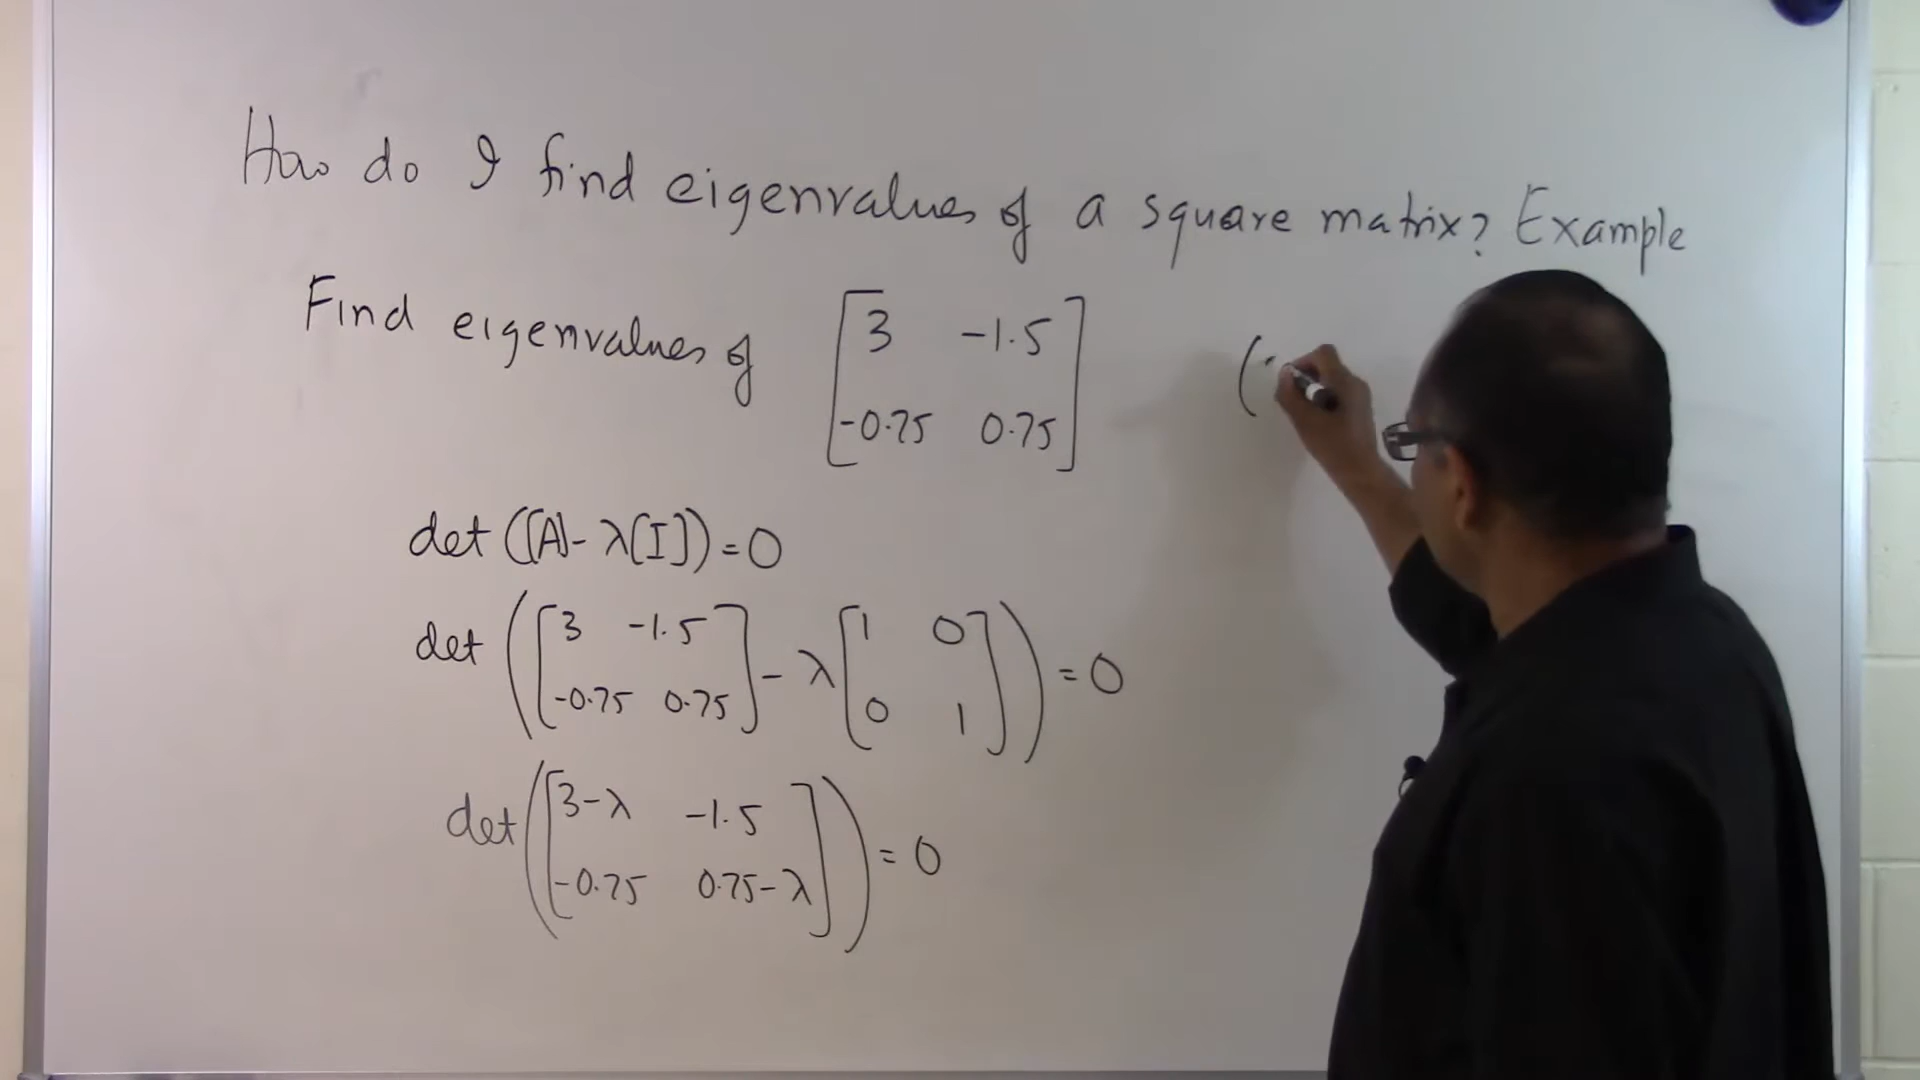 How do I find eigenvalues of a square matrix? Example
Find eigenvalues of [3 -1.5
-0.75 0.75]
det([A]-λ[I])=0
det([3 -1.5
-0.75 0.75]-λ[1 0
0 1])=0
det([3-λ -1.5
-0.75 0.75-λ])=0
(